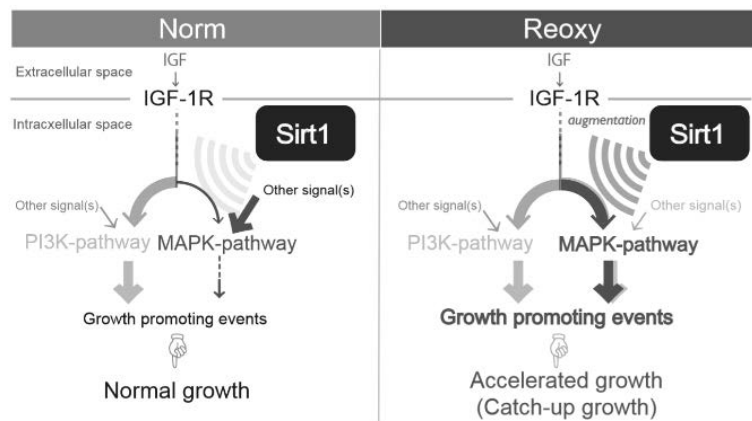 Norm
Extracellular space
IGF
IGF-1R
Intracxellular space
Sirt1
Other signal(s)
Other signal(s)
PI3K-pathway
MAPK-pathway
Growth promoting events
Normal growth
Reoxy
IGF
IGF-1R
augmentation
Sirt1
Other signal(s)
Other signal(s)
PI3K-pathway
MAPK-pathway
Growth promoting events
Accelerated growth
(Catch-up growth)